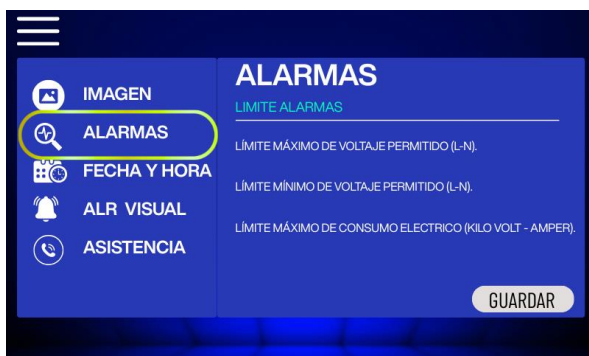 IMAGEN
ALARMAS
FECHA Y HORA
ALR VISUAL
ASISTENCIA
ALARMAS
LIMITE ALARMAS
LÍMITE MÁXIMO DE VOLTAJE PERMITIDO (L-N).
LÍMITE MÍNIMO DE VOLTAJE PERMITIDO (L-N).
LÍMITE MÁXIMO DE CONSUMO ELECTRICO (KILO VOLT - AMPER).
GUARDAR